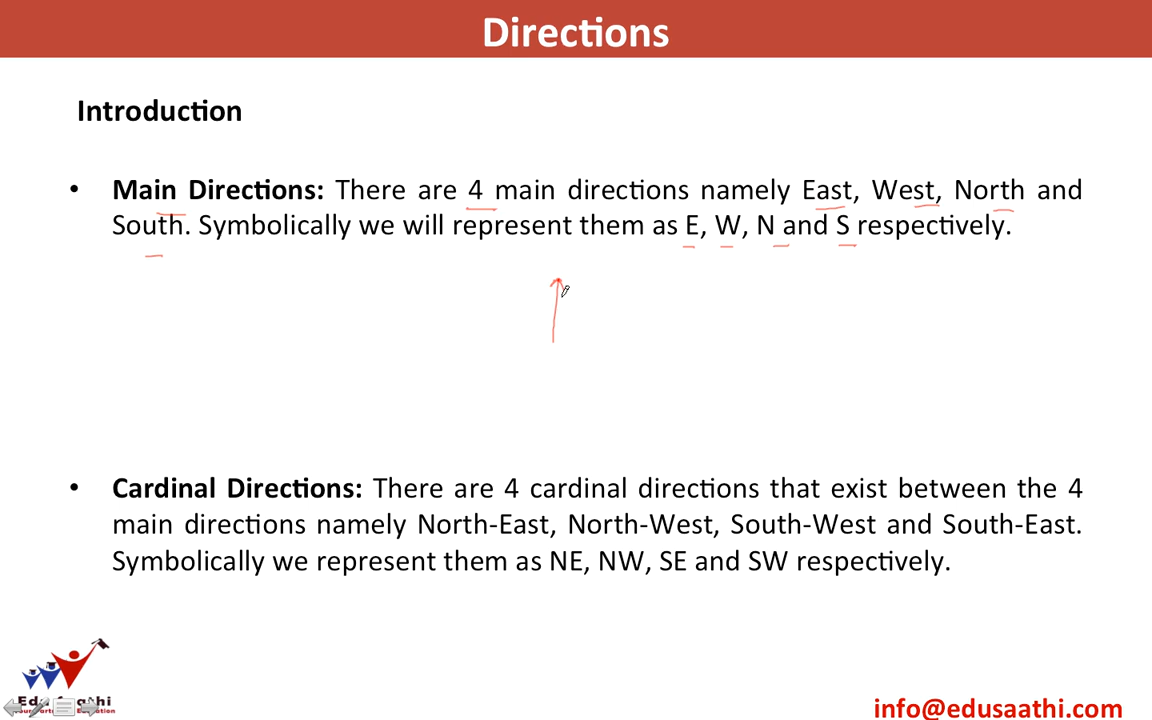 Directions
Introduction
• Main Directions: There are 4 main directions namely East, West, North and
South. Symbolically we will represent them as E, W, N and S respectively.
• Cardinal Directions: There are 4 cardinal directions that exist between the 4
main directions namely North-East, North-West, South-West and South-East.
Symbolically we represent them as NE, NW, SE and SW respectively.
info@edusaathi.com